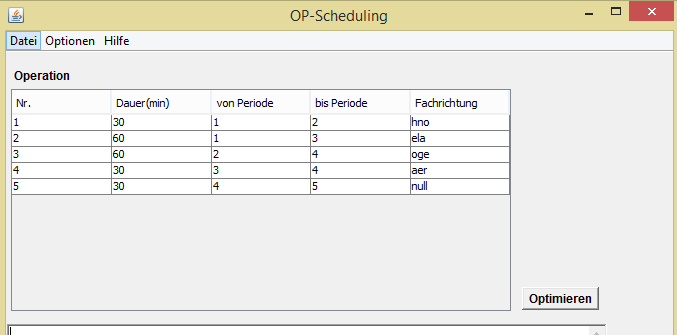 OP-Scheduling
Datei Optionen Hilfe
Operation
Nr. Dauer(min) von Periode bis Periode Fachrichtung
1 30 1 2 hno
2 60 1 3 ela
3 60 2 4 oge
4 30 3 4 aer
5 30 4 5 null
Optimieren